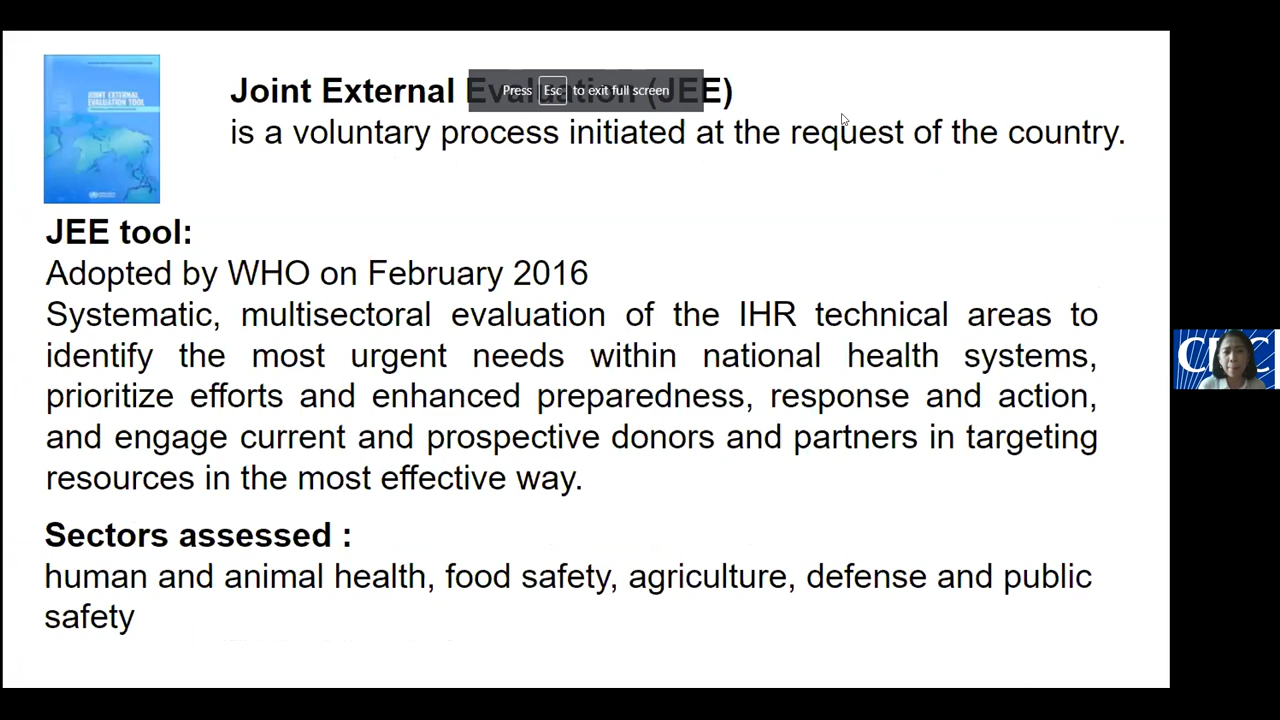 JOINT EXTERNAL
EVALUATION TOOL
Joint External Evaluation (JEE)
Press Esc to exit full screen
is a voluntary process initiated at the request of the country.
JEE tool:
Adopted by WHO on February 2016
Systematic, multisectoral evaluation of the IHR technical areas to
identify the most urgent needs within national health systems,
prioritize efforts and enhanced preparedness, response and action,
and engage current and prospective donors and partners in targeting
resources in the most effective way.
Sectors assessed :
human and animal health, food safety, agriculture, defense and public
safety